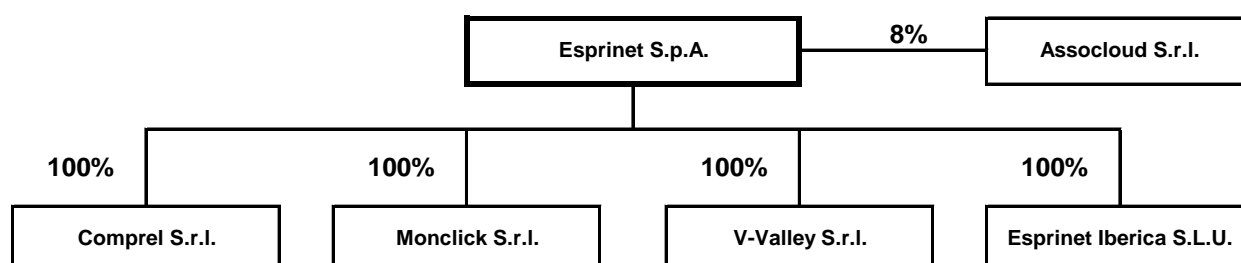 Esprinet S.p.A.
8%
Assocloud S.r.l.
100%
100%
100%
100%
Comprel S.r.l.
Monclick S.r.l.
V-Valley S.r.l.
Esprinet Iberica S.L.U.